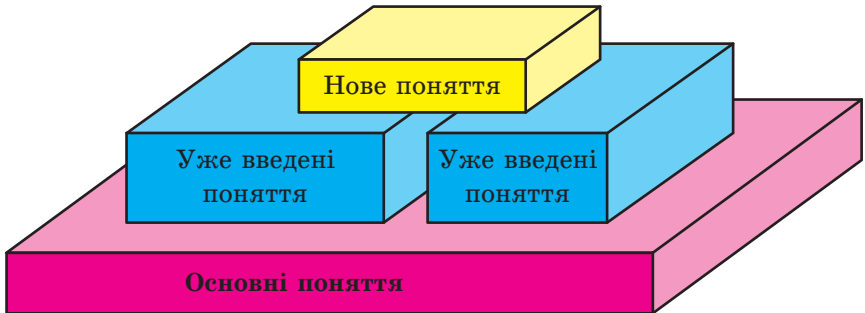 Нове поняття
Уже введені
поняття
Уже введені
поняття
Основні поняття